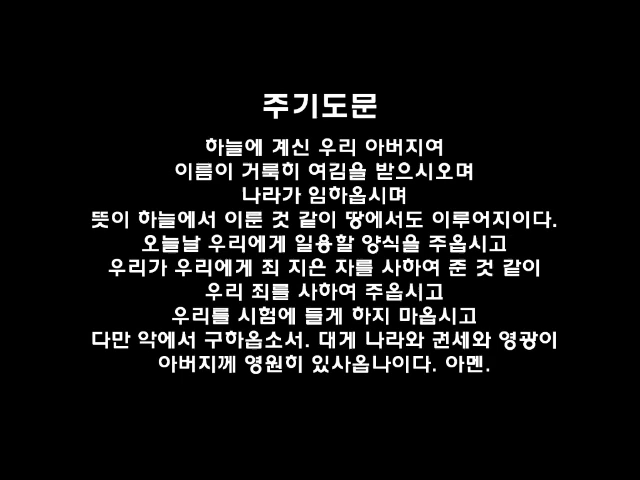 주기도문
하늘에 계신 우리 아버지여
이름이 거룩히 여김을 받으시오며
나라가 임하옵시며
뜻이 하늘에서 이룬 것 같이 땅에서도 이루어지이다.
오늘날 우리에게 일용할 양식을 주옵시고
우리가 우리에게 죄 지은 자를 사하여 준 것 같이
우리 죄를 사하여 주옵시고
우리를 시험에 들게 하지 마옵시고
다만 악에서 구하옵소서. 대게 나라와 권세와 영광이
아버지께 영원히 있사옵나이다. 아멘.